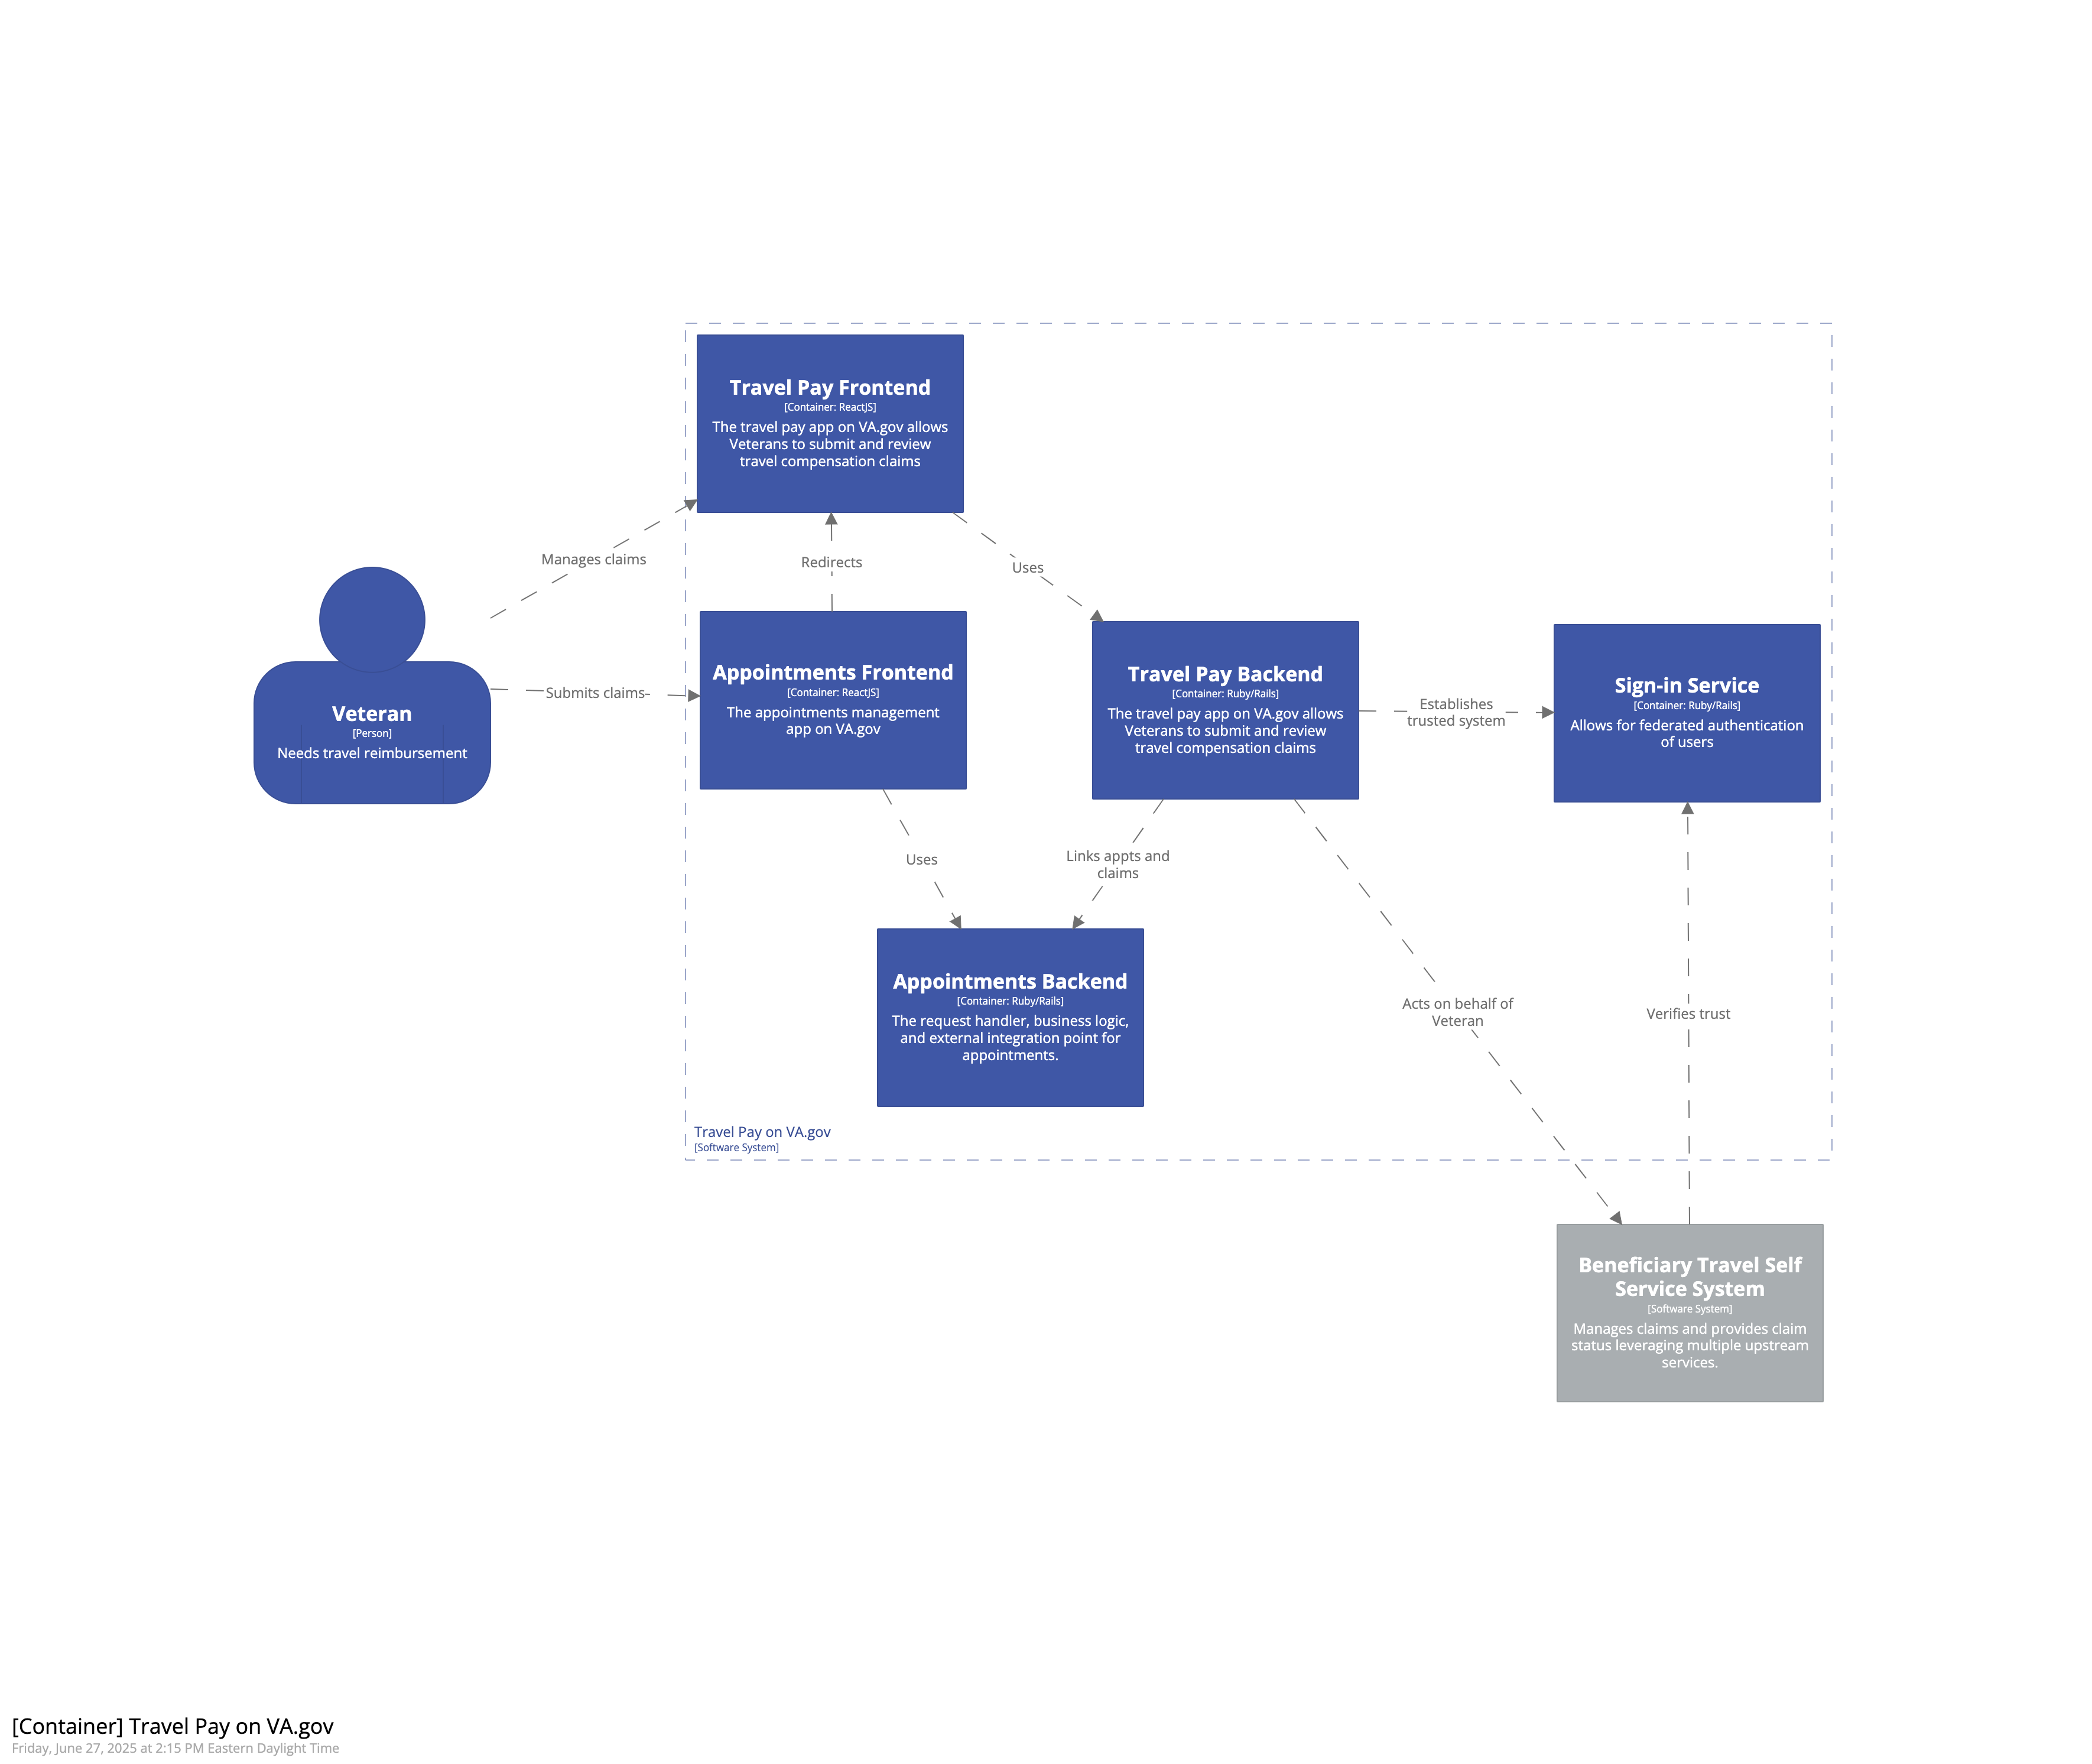 Travel Pay Frontend
[Container: ReactJS]
The travel pay app on VA.gov allows
Veterans to submit and review
travel compensation claims
Manages claims
Redirects
Uses
Veteran
[Person]
Needs travel reimbursement
Submits claims
Appointments Frontend
[Container: ReactJS]
The appointments management
app on VA.gov
Travel Pay Backend
[Container: Ruby/Rails]
The travel pay app on VA.gov allows
Veterans to submit and review
travel compensation claims
Establishes
trusted system
Sign-in Service
[Container: Ruby/Rails]
Allows for federated authentication
of users
Uses
Links appts and
claims
Appointments Backend
[Container: Ruby/Rails]
The request handler, business logic,
and external integration point for
appointments.
Acts on behalf of
Veteran
Verifies trust
Travel Pay on VA.gov
[Software System]
Beneficiary Travel Self
Service System
[Software System]
Manages claims and provides claim
status leveraging multiple upstream
services.
[Container] Travel Pay on VA.gov
Friday, June 27, 2025 at 2:15 PM Eastern Daylight Time